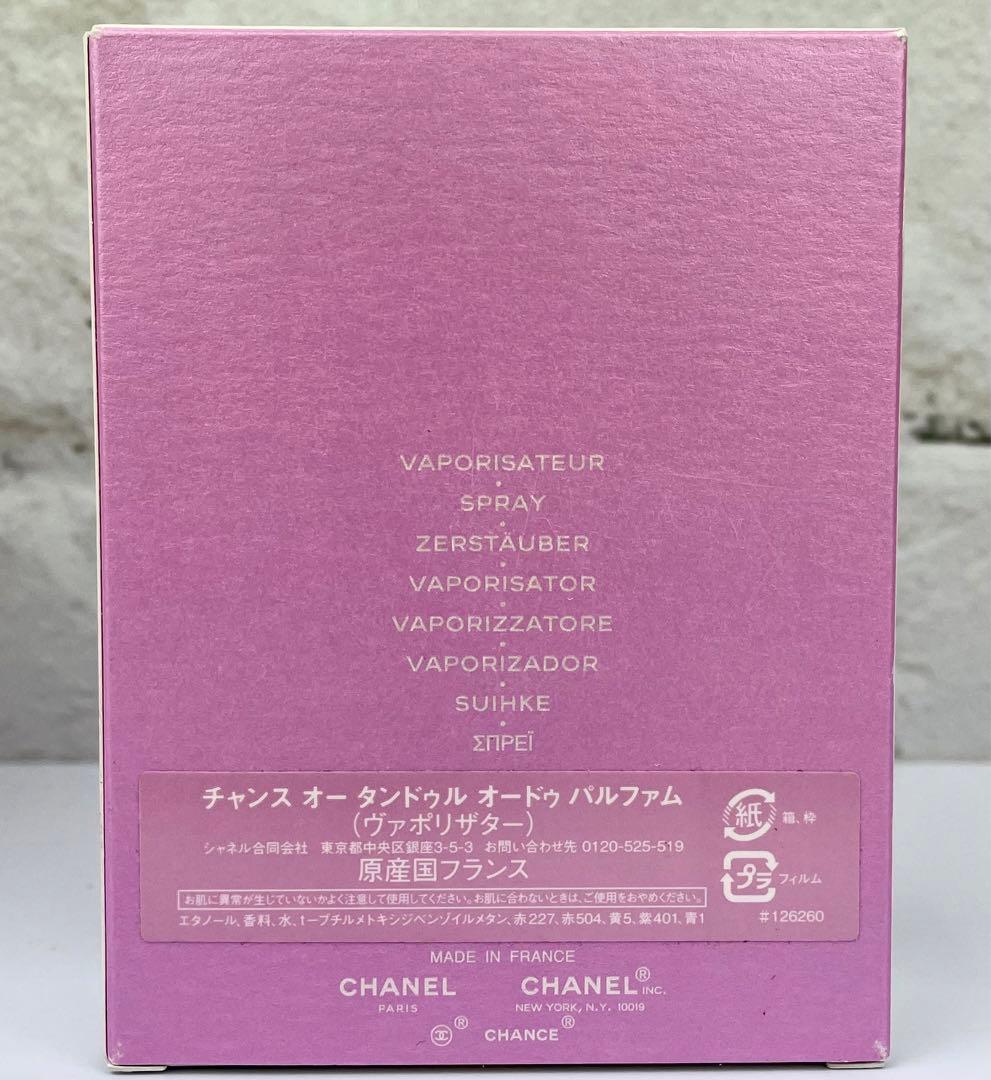 VAPORISATEUR
SPRAY
ZERSTÄUBER
VAPORISATOR
VAPORIZZATORE
VAPORIZADOR
SUIHKE
ΣΠΡΕΪ
チャンス オー タンドゥル オードゥ パルファム
(ヴァポリザター)
シャネル合同会社 東京都中央区銀座3-5-3 お問い合わせ先 0120-525-519
原産国フランス
お肌に異常が生じていないかよく注意して使用してください。お肌に合わないときは、ご使用をおやめください。
エタノール、香料、水、t-ブチルメトキシジベンゾイルメタン、赤227、赤504、黄5、紫401、青1
紙 箱、枠
プラ フィルム
#126260
MADE IN FRANCE
CHANEL
PARIS
CHANEL® INC.
NEW YORK, N.Y. 10019
® CHANCE®